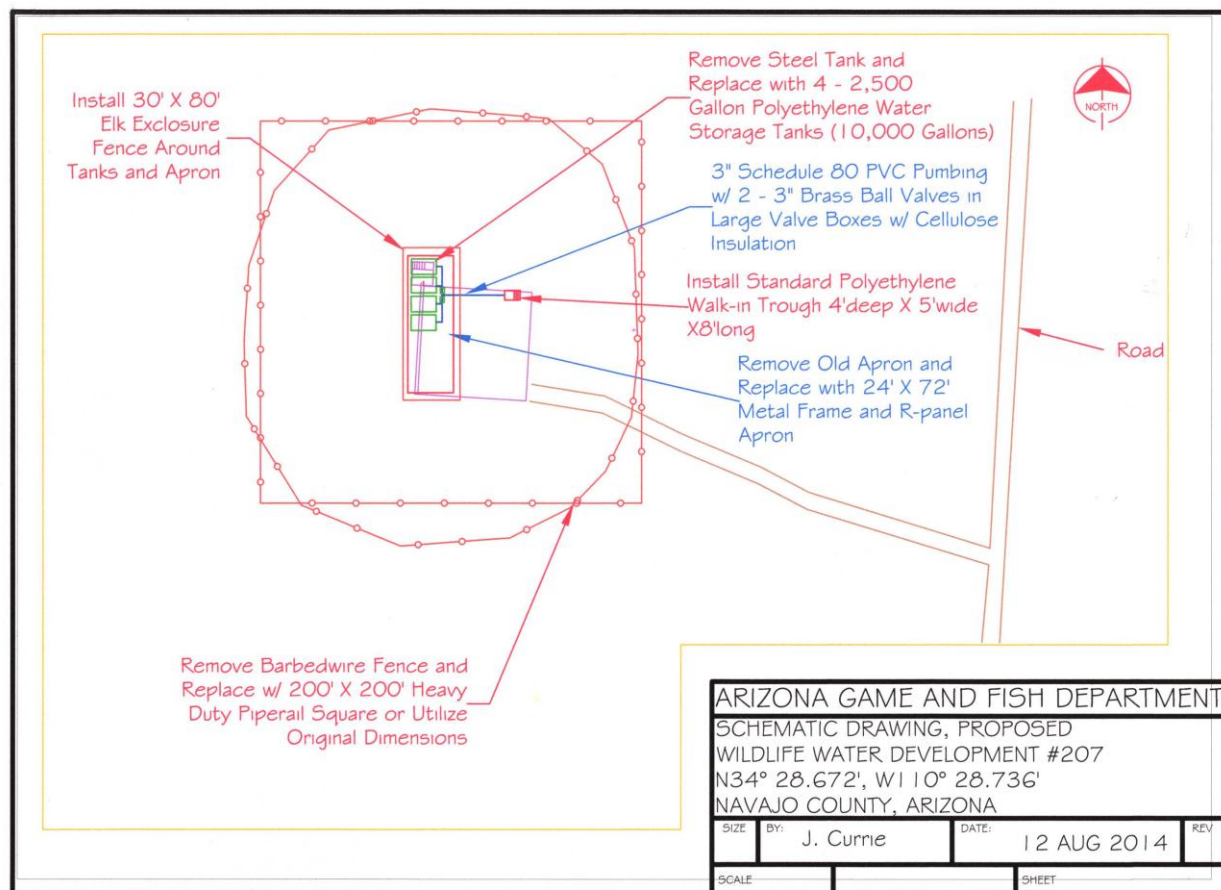 Install 30' X 80'
Elk Exclosure
Fence Around
Tanks and Apron
Remove Steel Tank and
Replace with 4 - 2,500
Gallon Polyethylene Water
Storage Tanks (10,000 Gallons)
NORTH
3" Schedule 80 PVC Pumbing
w/ 2 - 3" Brass Ball Valves in
Large Valve Boxes w/ Cellulose
Insulation
Install Standard Polyethylene
Walk-in Trough 4'deep X 5'wide
X8'long
Road
Remove Old Apron and
Replace with 24' X 72'
Metal Frame and R-panel
Apron
Remove Barbedwire Fence and
Replace w/ 200' X 200' Heavy
Duty Piperail Square or Utilize
Original Dimensions
ARIZONA GAME AND FISH DEPARTMENT
SCHEMATIC DRAWING, PROPOSED
WILDLIFE WATER DEVELOPMENT #207
N34° 28.672', W110° 28.736'
NAVAJO COUNTY, ARIZONA
SIZE BY: J. Currie DATE: 12 AUG 2014 REV
SCALE SHEET